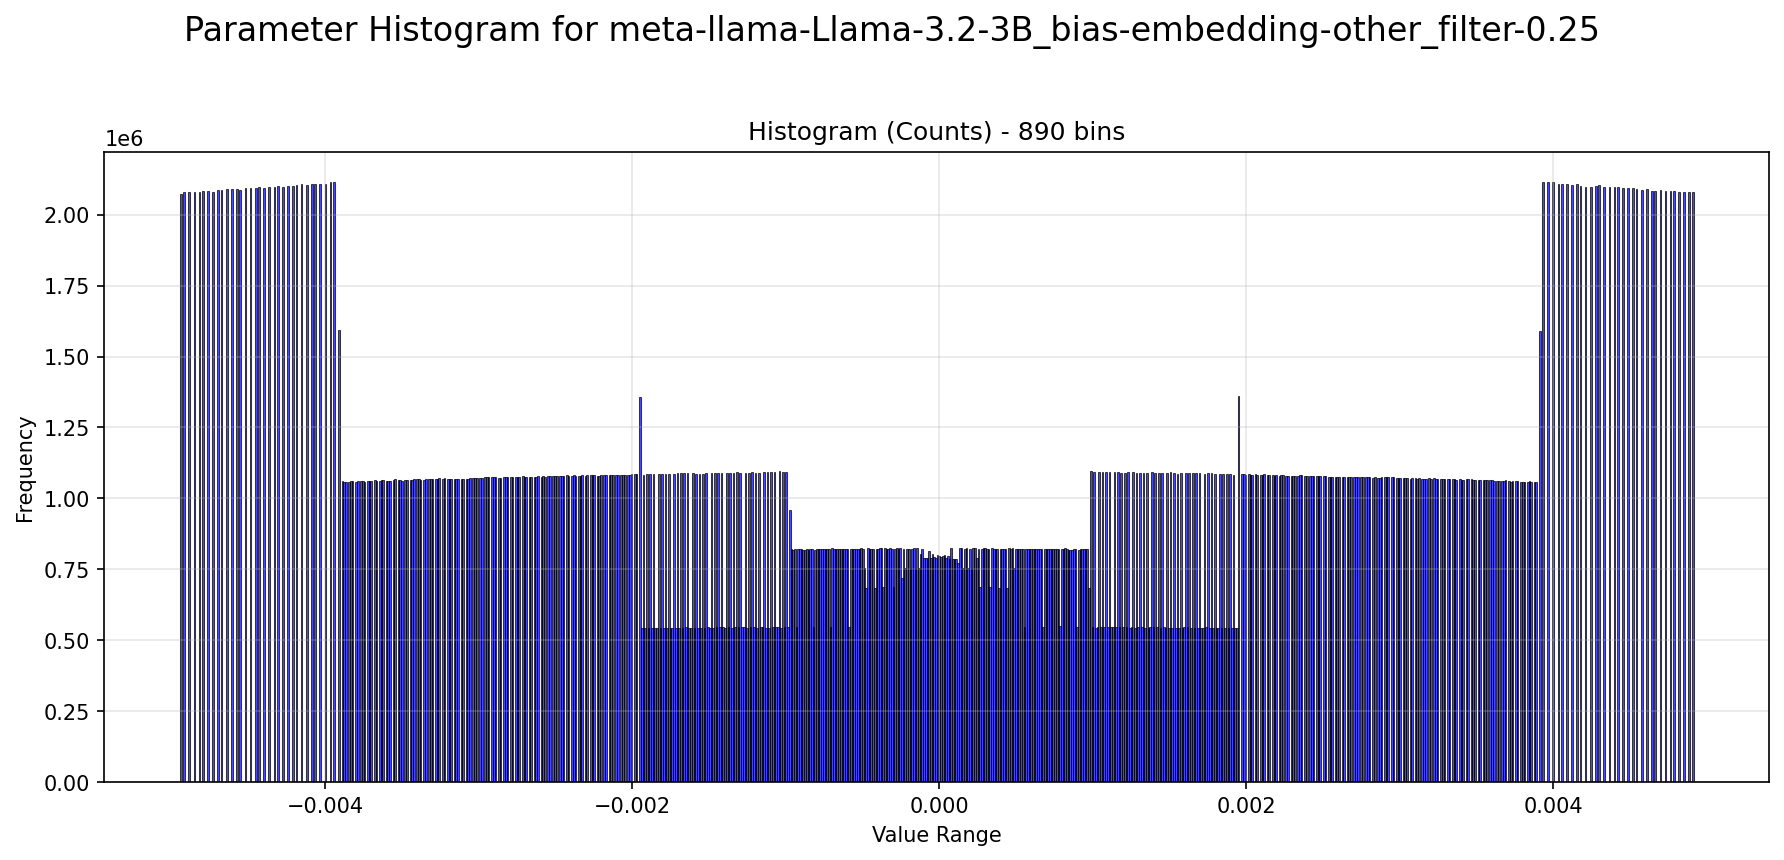 Parameter Histogram for meta-llama-Llama-3.2-3B_bias-embedding-other_filter-0.25
Histogram (Counts) - 890 bins
1e6
2.00
1.75
1.50
1.25
1.00
0.75
0.50
0.25
0.00
Frequency
−0.004
−0.002
0.000
0.002
0.004
Value Range